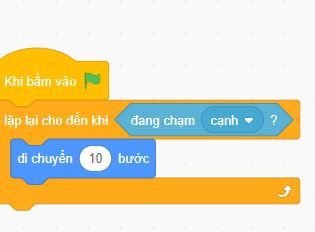 Khi bấm vào
lặp lại cho đến khi đang chạm cạnh ?
di chuyển 10 bước